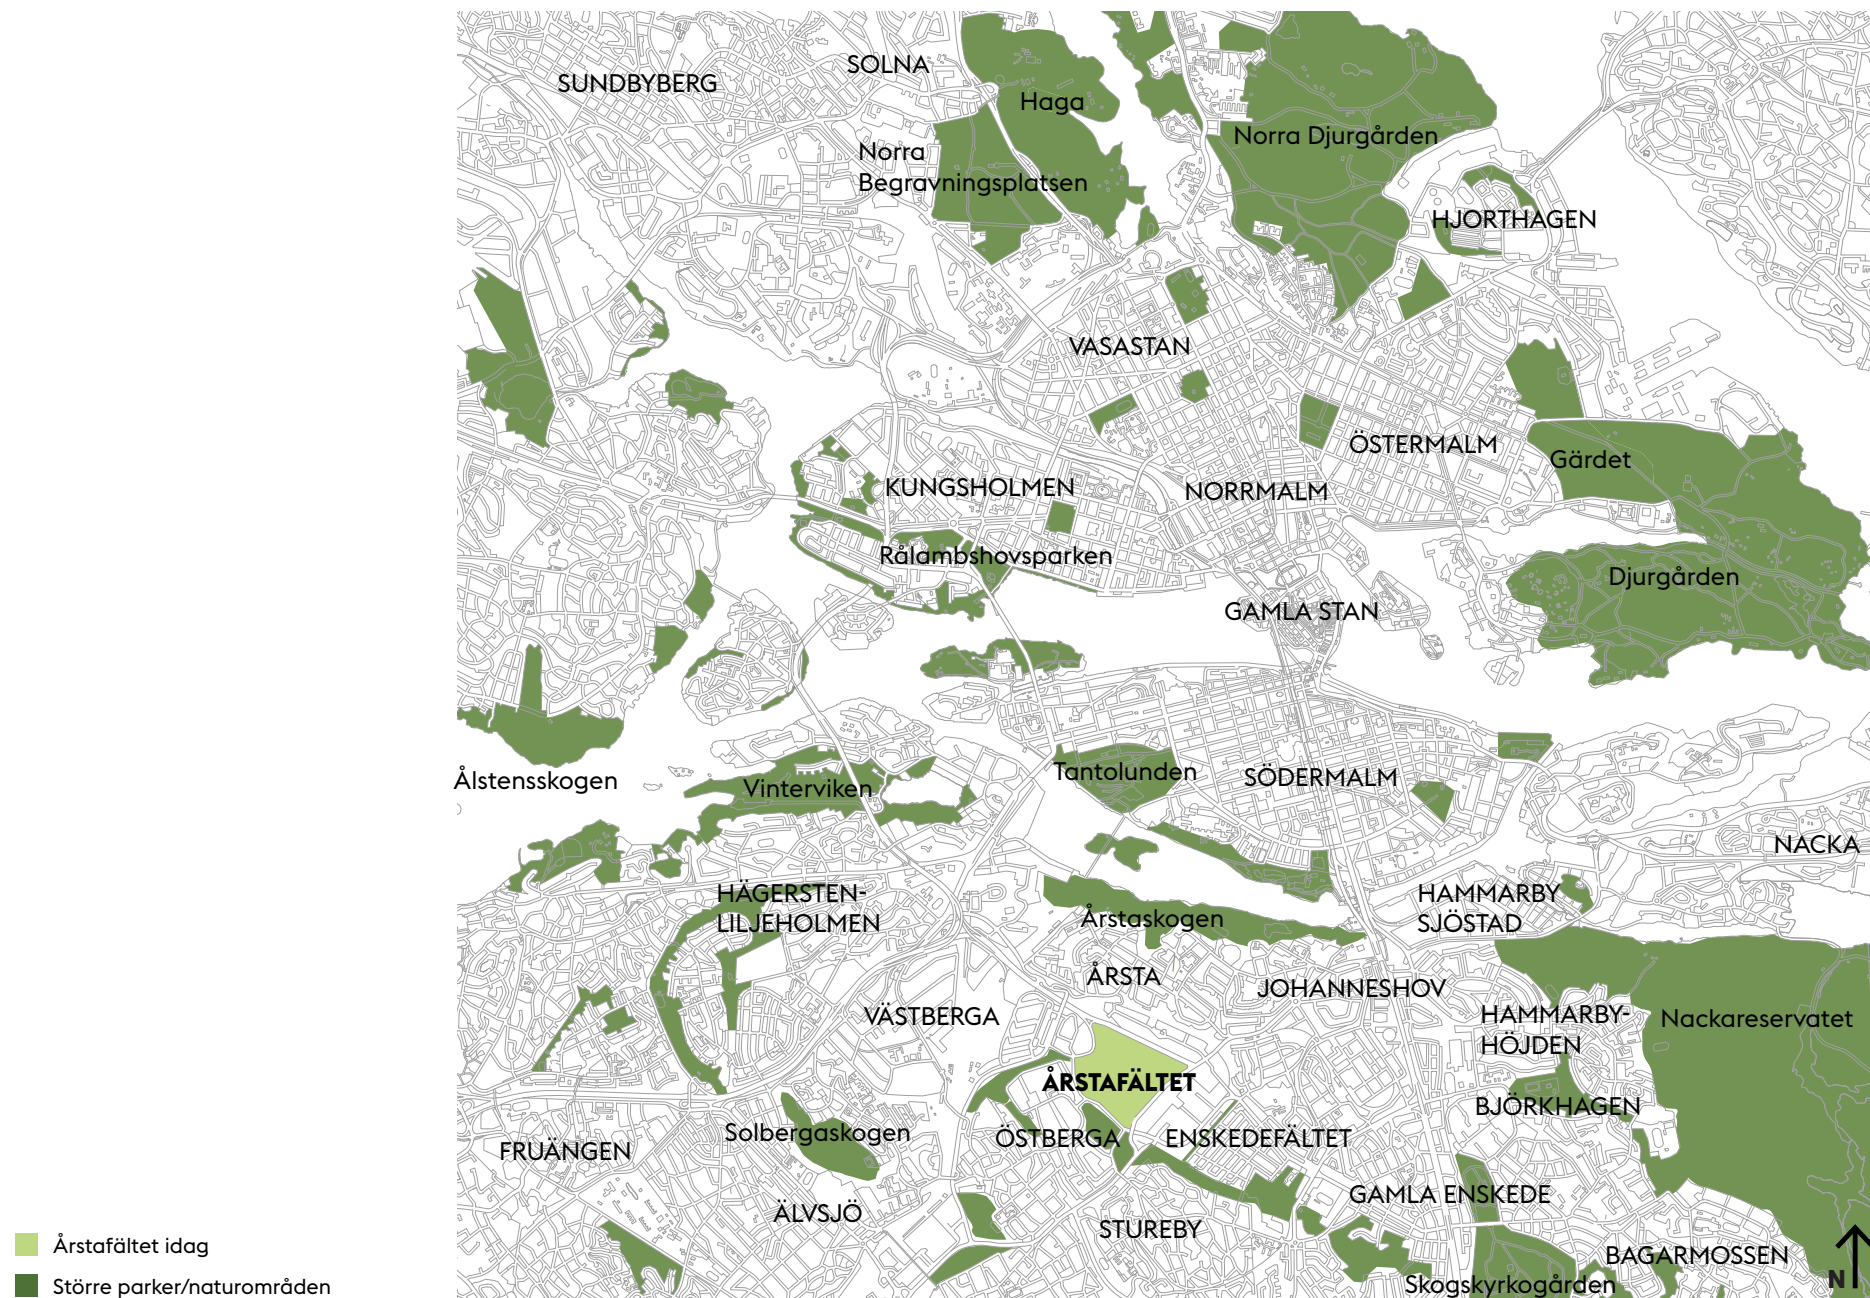 SOLNA
SUNDBYBERG
Haga
Norra Djurgården
Norra
Begravningsplatsen
HJORTHAGEN
VASASTAN
ÖSTERMALM
Gärdet
KUNGSHOLMEN
NORRMALM
Rålambshovsparken
Djurgården
GAMLA STAN
Tantolunden
SÖDERMALM
Ålstensskogen
Vinterviken
NACKA
HÄGERSTEN-
LILJEHOLMEN
HAMMARBY
SJÖSTAD
Årstaskogen
ÅRSTA
JOHANNESHOV
VÄSTBERGA
HAMMARBY-
HÖJDEN
Nackareservatet
ÅRSTAFÄLTET
BJÖRKHAGEN
Solbergaskogen
ÖSTBERGA
ENSKEDEFÄLTET
FRUÄNGEN
GAMLA ENSKEDE
ÄLVSJÖ
STUREBY
BAGARMOSSEN
Skogskyrkogården
N
Årstafältet idag
Större parker/naturområden